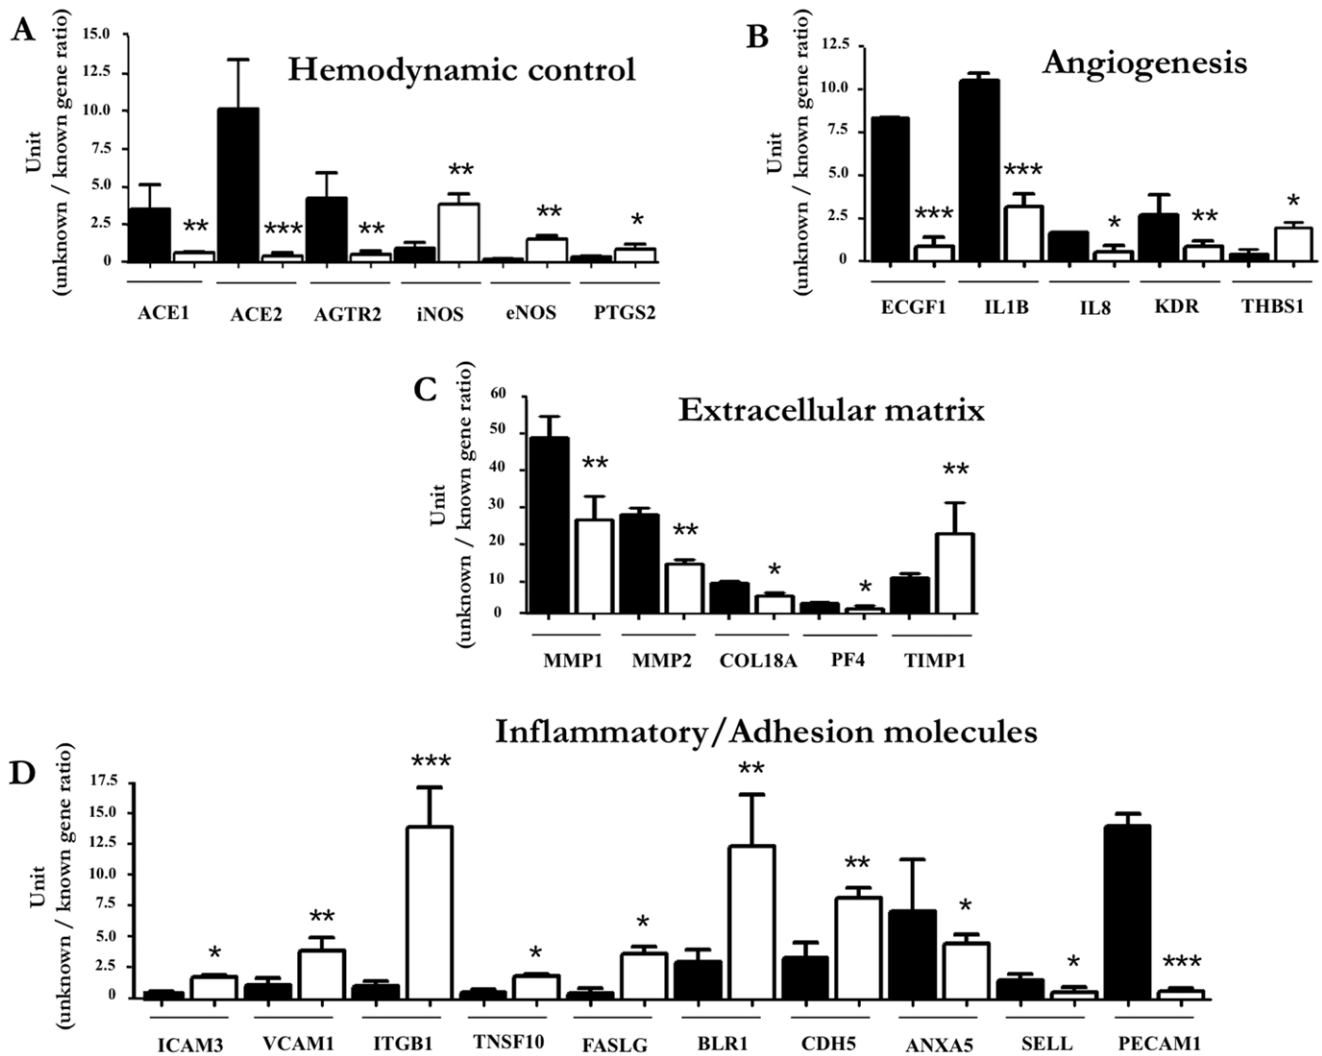 A
Hemodynamic control
Unit
(unknown / known gene ratio)
15.0
12.5
10.0
7.5
5.0
2.5
0
** *** ** ** ** *
ACE1 ACE2 AGTR2 iNOS eNOS PTGS2
B
Angiogenesis
Unit
(unknown / known gene ratio)
12.5
10.0
7.5
5.0
2.5
0
*** *** * ** *
ECGF1 IL1B IL8 KDR THBS1
C
Extracellular matrix
Unit
(unknown / known gene ratio)
60
50
40
30
20
10
0
** ** * * **
MMP1 MMP2 COL18A PF4 TIMP1
Inflammatory/Adhesion molecules
D
Unit
(unknown / known gene ratio)
17.5
15.0
12.5
10.0
7.5
5.0
2.5
0
* ** *** * * ** ** * * ***
ICAM3 VCAM1 ITGB1 TNSF10 FASLG BLR1 CDH5 ANXA5 SELL PECAM1